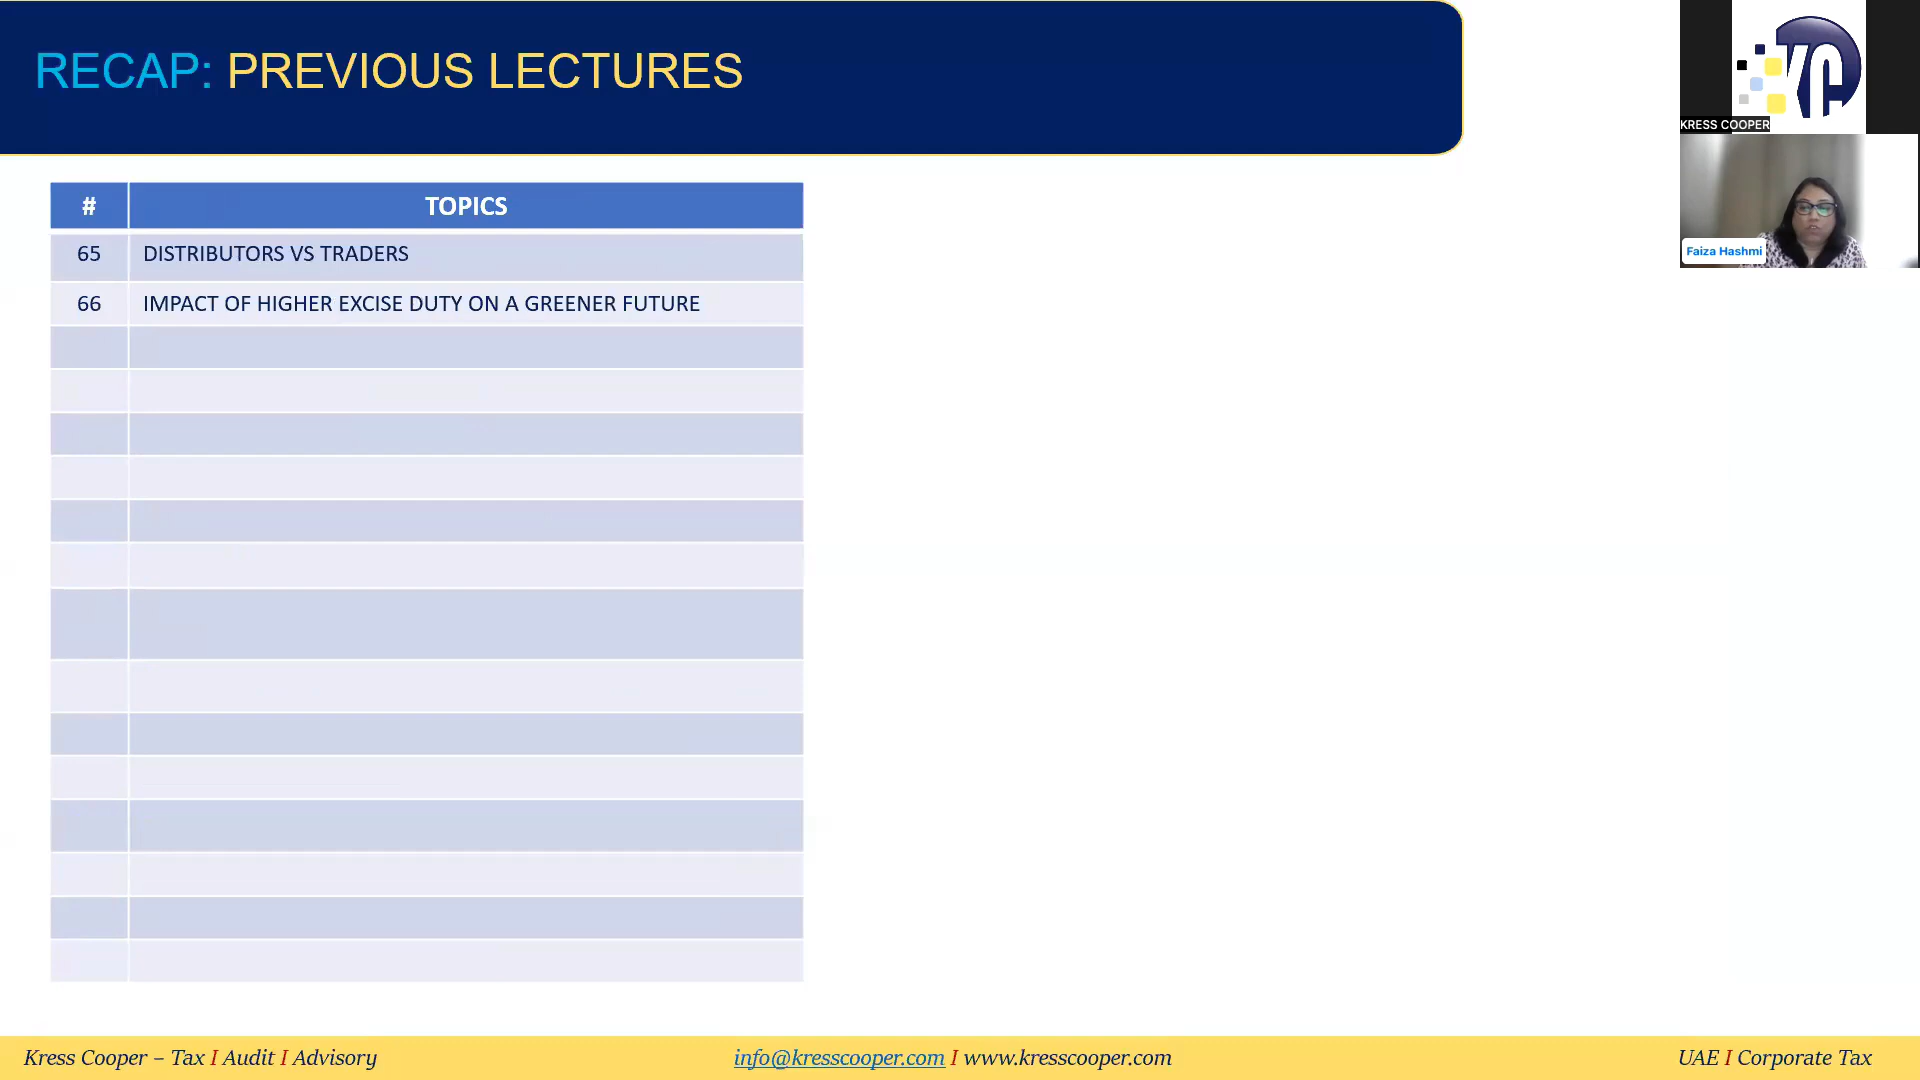 RECAP: PREVIOUS LECTURES
KRESS COOPER
Faiza Hashmi
# TOPICS
65 DISTRIBUTORS VS TRADERS
66 IMPACT OF HIGHER EXCISE DUTY ON A GREENER FUTURE
Kress Cooper – Tax I Audit I Advisory
info@kresscooper.com I www.kresscooper.com
UAE I Corporate Tax